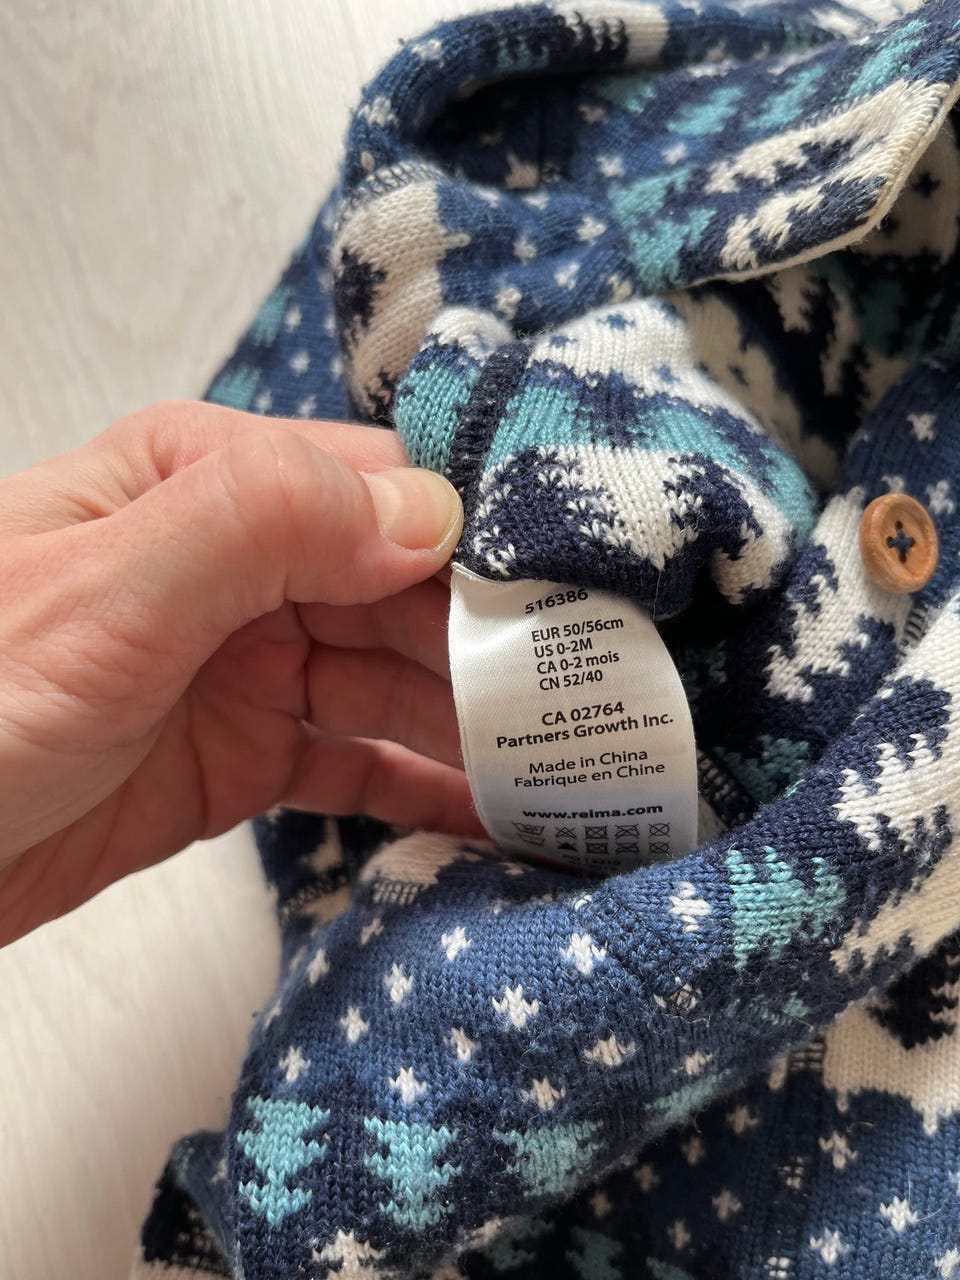 516386
EUR 50/56cm
US 0-2M
CA 0-2 mois
CN 52/40
CA 02764
Partners Growth Inc.
Made in China
Fabrique en Chine
www.reima.com